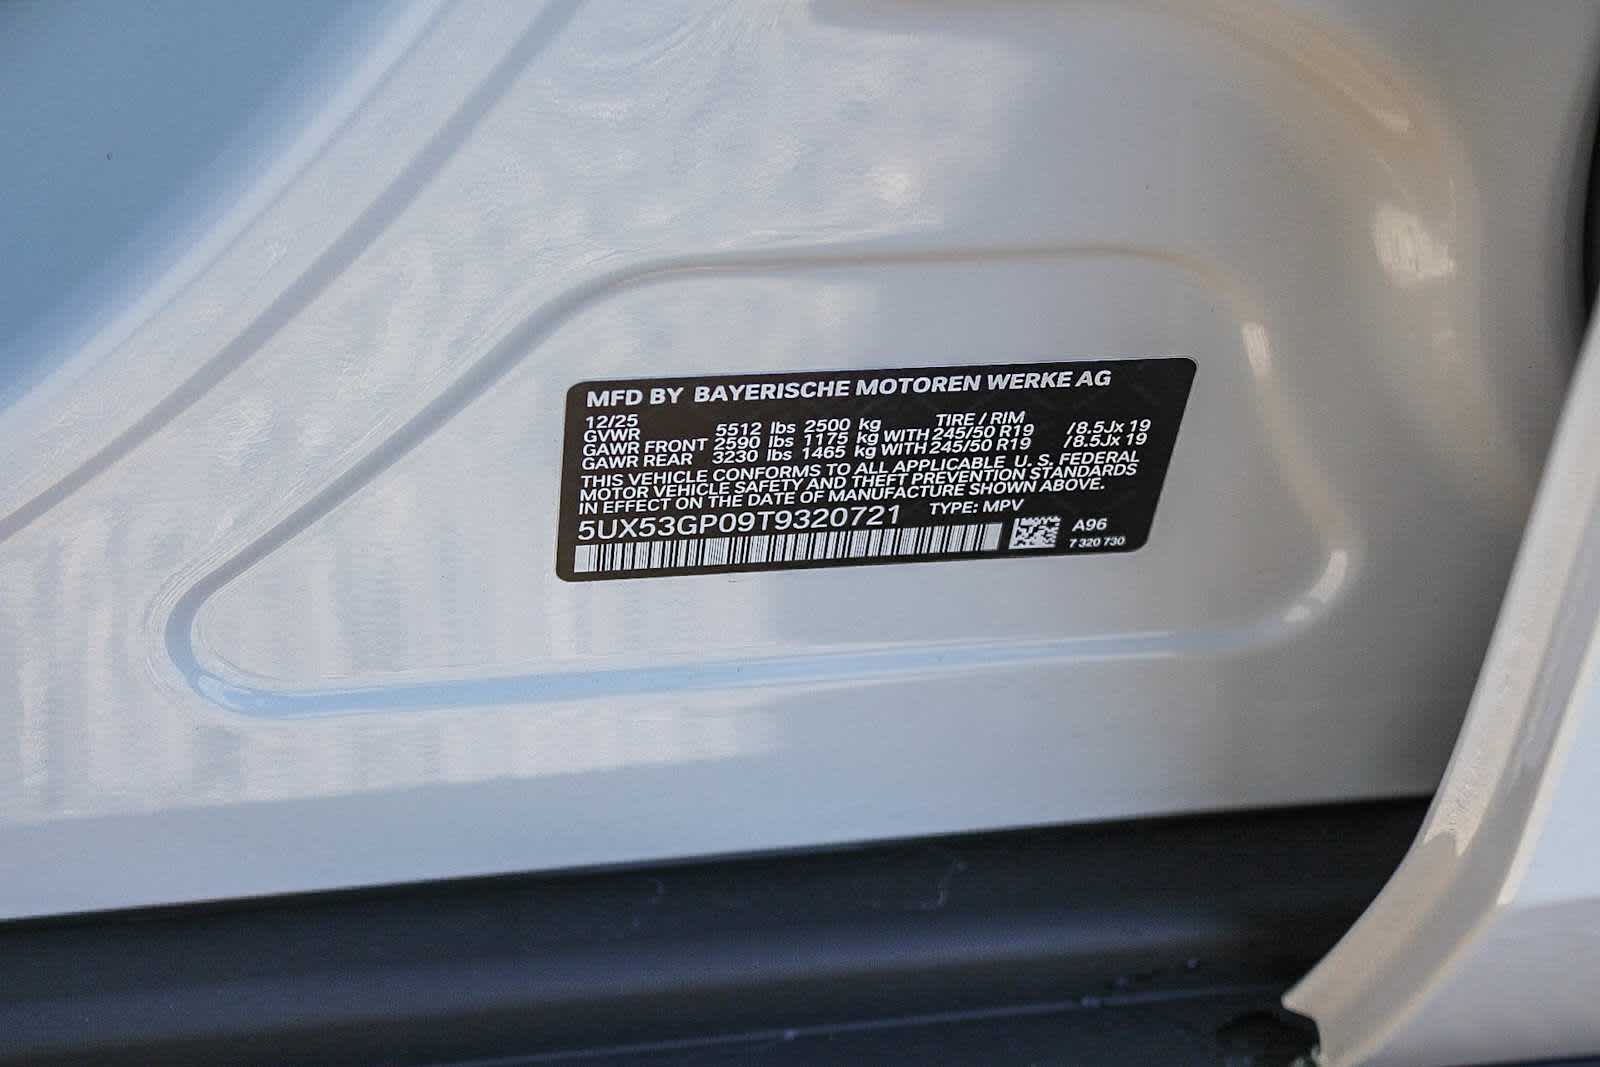 MFD BY BAYERISCHE MOTOREN WERKE AG
12/25 TIRE / RIM
GVWR 5512 lbs 2500 kg
GAWR FRONT 2590 lbs 1175 kg WITH 245/50 R19 /8.5Jx 19
GAWR REAR 3230 lbs 1465 kg WITH 245/50 R19 /8.5Jx 19
THIS VEHICLE CONFORMS TO ALL APPLICABLE U. S. FEDERAL
MOTOR VEHICLE SAFETY AND THEFT PREVENTION STANDARDS
IN EFFECT ON THE DATE OF MANUFACTURE SHOWN ABOVE.
5UX53GP09T9320721 TYPE: MPV
A96
7 320 730